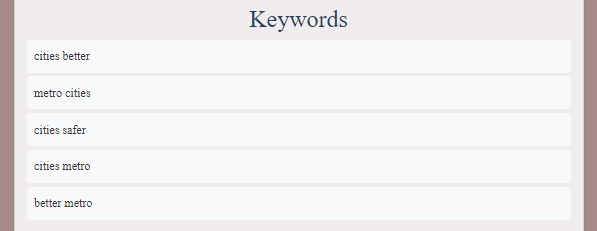 Keywords
cities better
metro cities
cities safer
cities metro
better metro